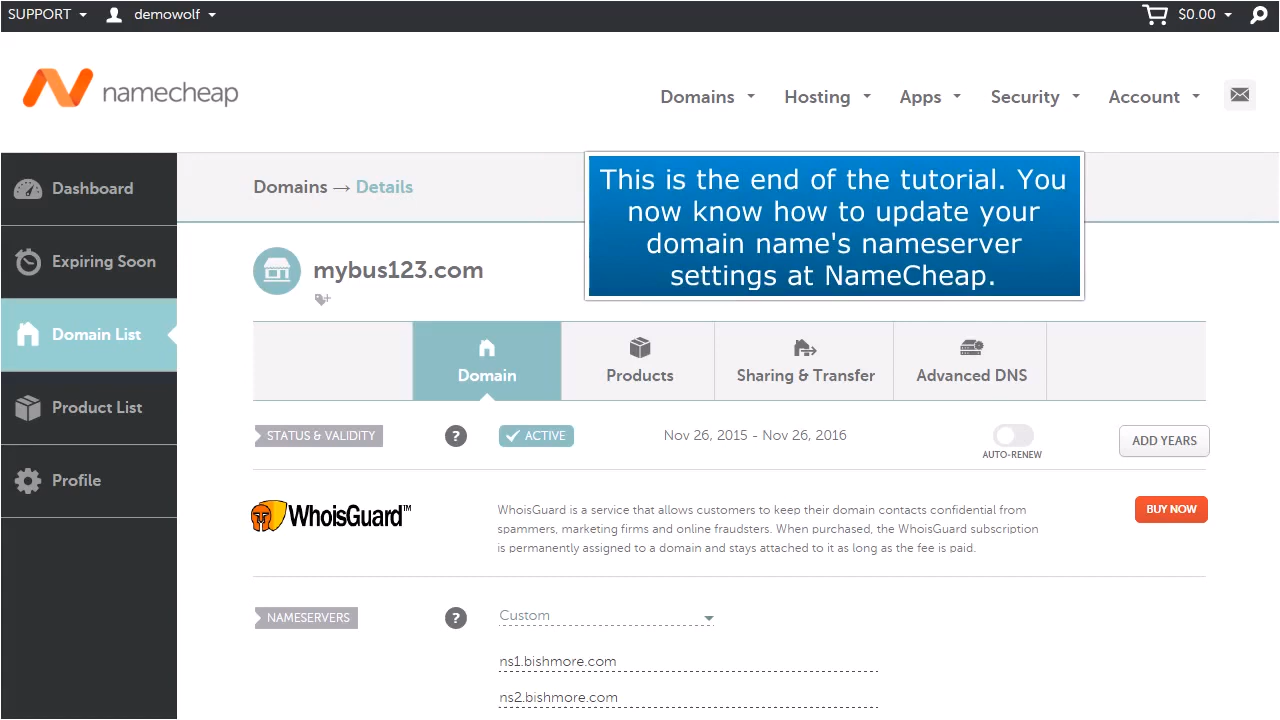 SUPPORT demowolf $0.00
namecheap
Domains Hosting Apps Security Account
Dashboard
Expiring Soon
Domain List
Product List
Profile
Domains → Details
This is the end of the tutorial. You
now know how to update your
domain name's nameserver
settings at NameCheap.
mybus123.com
Domain Products Sharing & Transfer Advanced DNS
STATUS & VALIDITY ? ACTIVE Nov 26, 2015 - Nov 26, 2016 AUTO-RENEW ADD YEARS
WhoisGuard™
WhoisGuard is a service that allows customers to keep their domain contacts confidential from
spammers, marketing firms and online fraudsters. When purchased, the WhoisGuard subscription
is permanently assigned to a domain and stays attached to it as long as the fee is paid.
BUY NOW
NAMESERVERS ? Custom
ns1.bishmore.com
ns2.bishmore.com